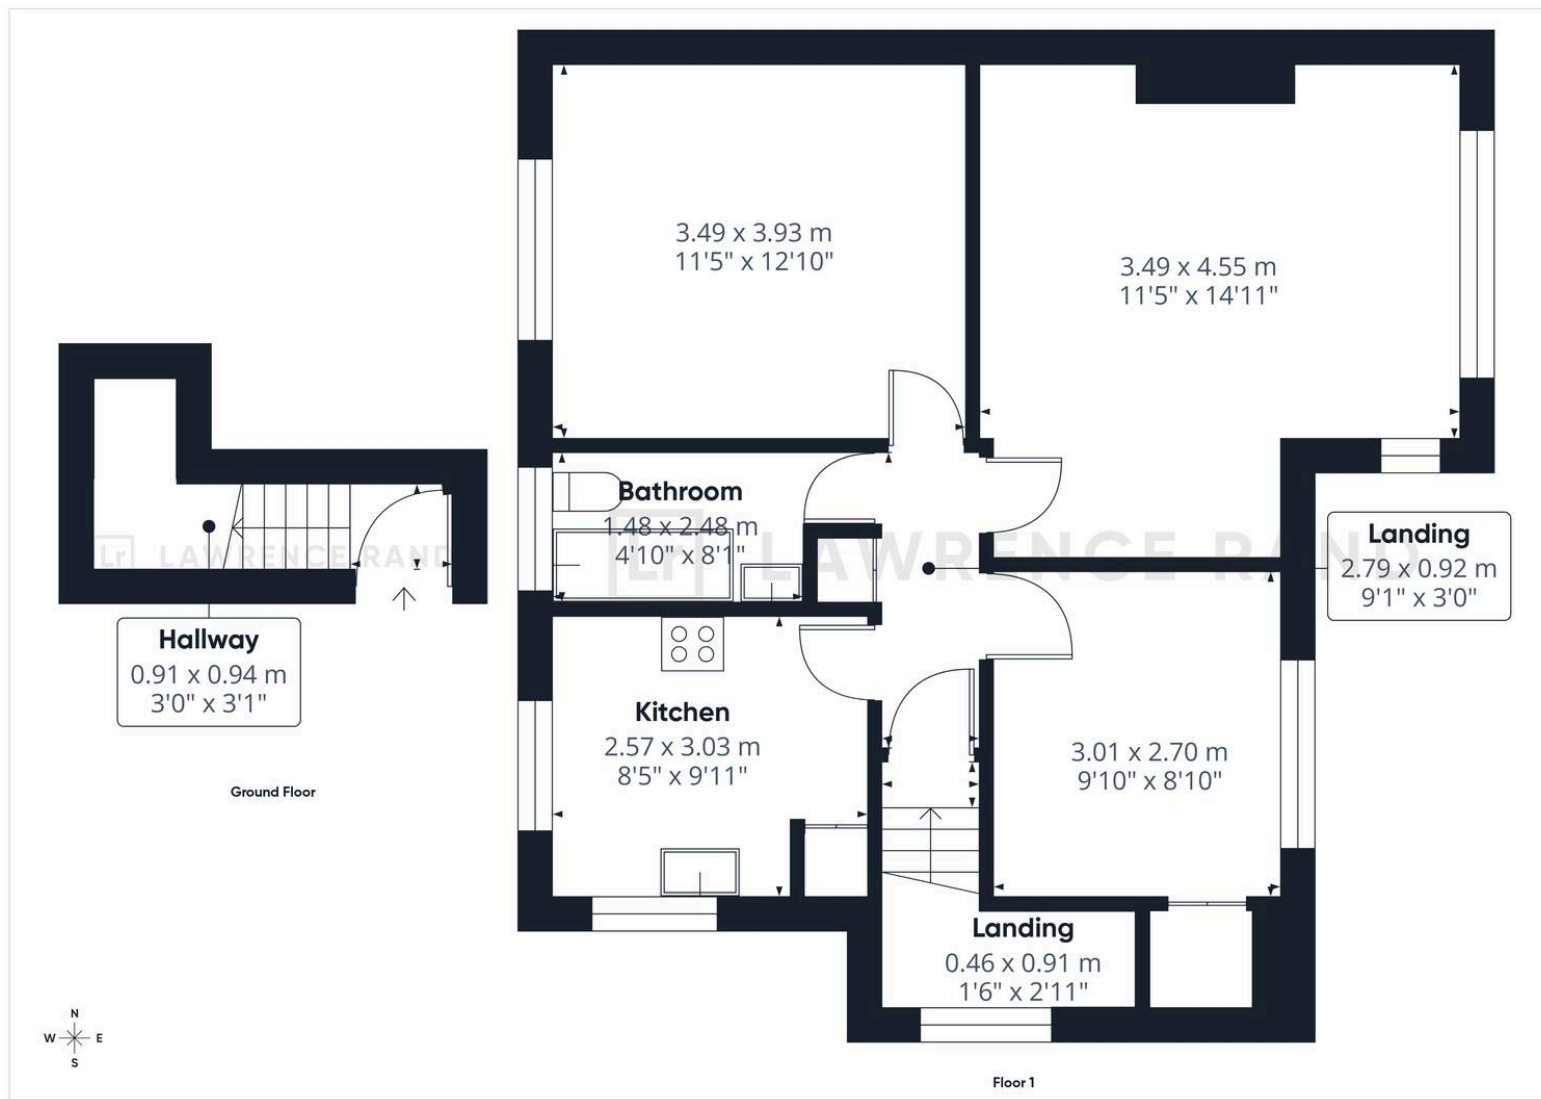 3.49 x 3.93 m
11'5" x 12'10"
3.49 x 4.55 m
11'5" x 14'11"
Bathroom
1.48 x 2.48 m
4'10" x 8'1"
Landing
2.79 x 0.92 m
9'1" x 3'0"
Lr LAWRENCE RAND
Lr LAWRENCE RAND
Hallway
0.91 x 0.94 m
3'0" x 3'1"
Kitchen
2.57 x 3.03 m
8'5" x 9'11"
3.01 x 2.70 m
9'10" x 8'10"
Ground Floor
Landing
0.46 x 0.91 m
1'6" x 2'11"
N
W E
S
Floor 1